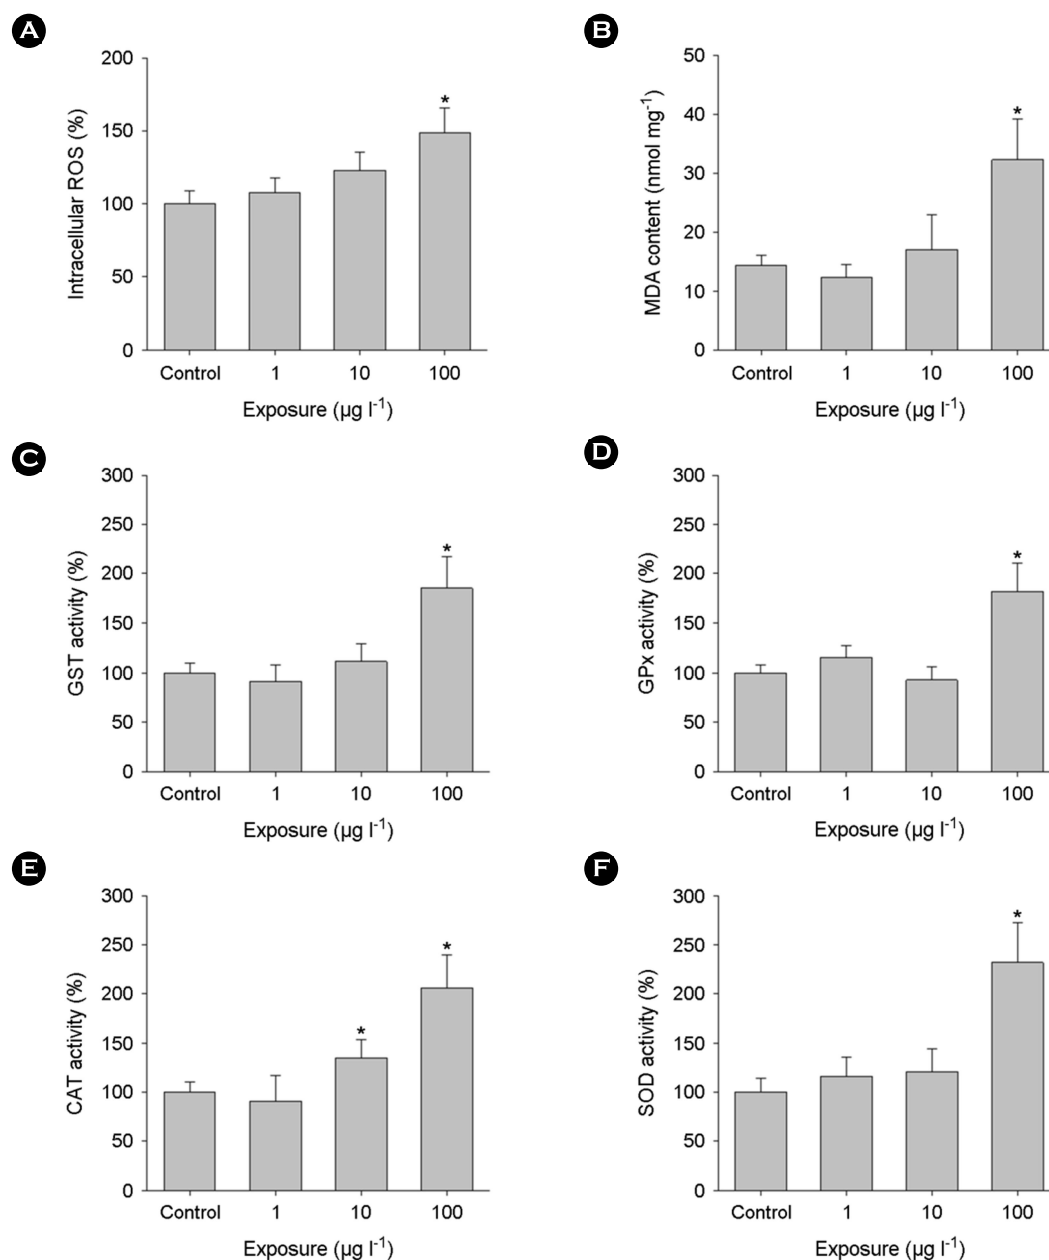 A
Intracellular ROS (%)
200
150
100
50
0
*
Control 1 10 100
Exposure (µg l-1)
B
MDA content (nmol mg-1)
50
40
30
20
10
0
*
Control 1 10 100
Exposure (µg l-1)
C
GST activity (%)
300
250
200
150
100
50
0
*
Control 1 10 100
Exposure (µg l-1)
D
GPx activity (%)
300
250
200
150
100
50
0
*
Control 1 10 100
Exposure (µg l-1)
E
CAT activity (%)
300
250
200
150
100
50
0
* *
Control 1 10 100
Exposure (µg l-1)
F
SOD activity (%)
300
250
200
150
100
50
0
*
Control 1 10 100
Exposure (µg l-1)